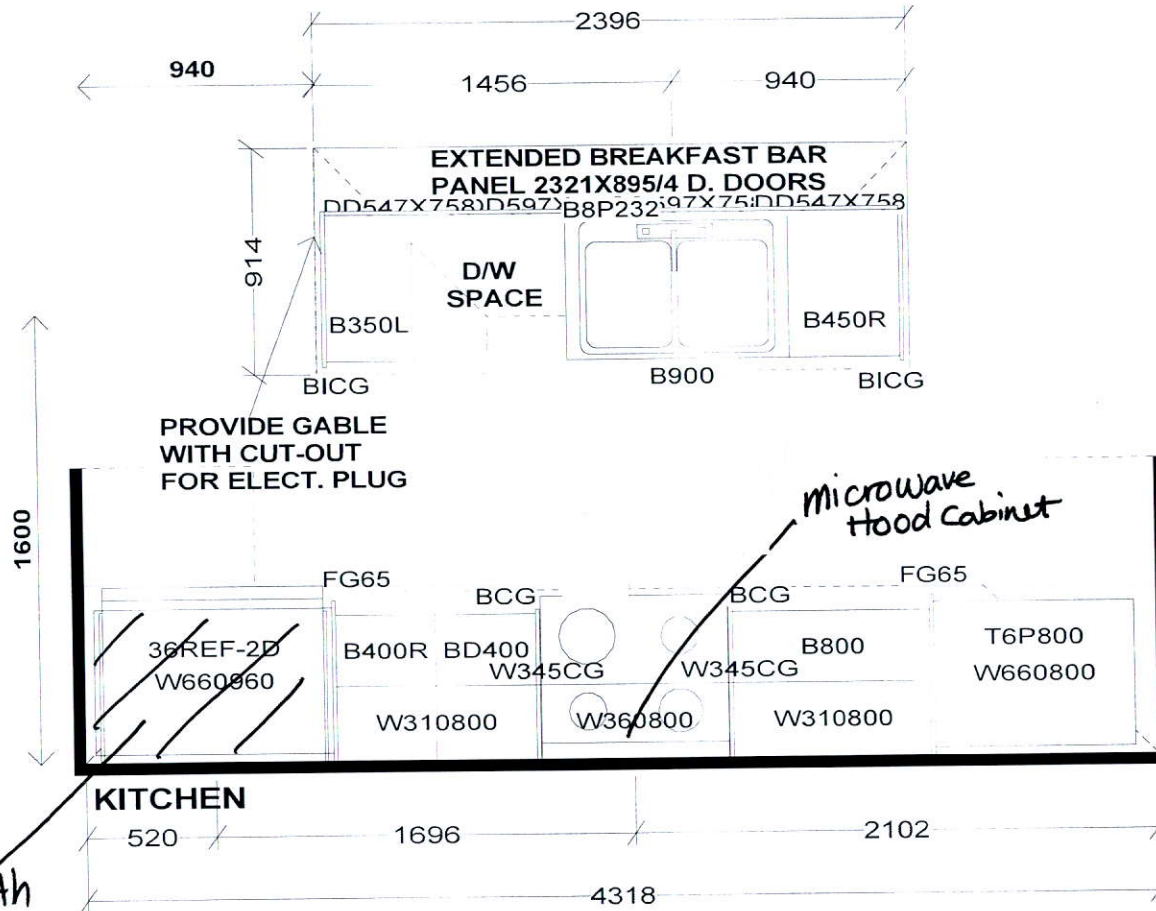 2396
940
1456
940
EXTENDED BREAKFAST BAR
PANEL 2321X895/4 D. DOORS
DD547X758
B8P232
DD547X758
914
D/W
SPACE
B350L
B450R
BICG
B900
BICG
PROVIDE GABLE
WITH CUT-OUT
FOR ELECT. PLUG
1600
microwave
Hood Cabinet
FG65
BCG
BCG
FG65
36REF-2D
W660960
B400R
BD400
W345CG
W345CG
B800
T6P800
W660800
W310800
W360800
W310800
KITCHEN
520
1696
2102
4318